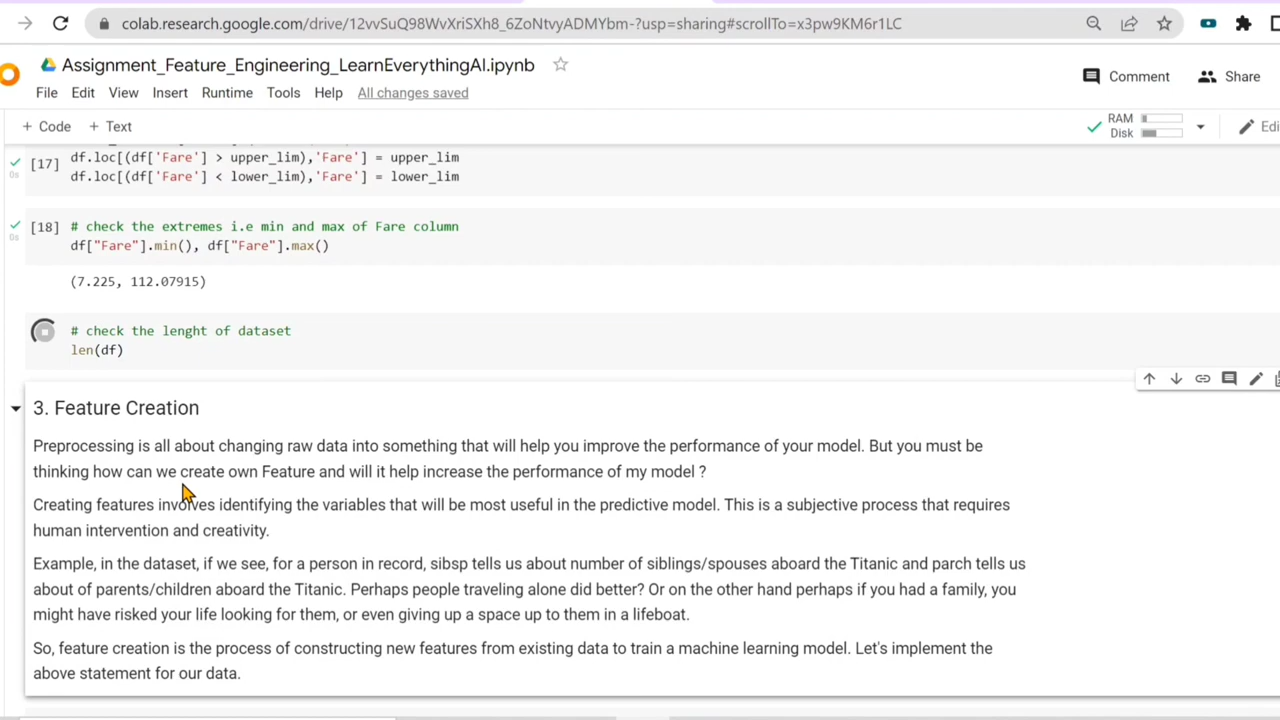 colab.research.google.com/drive/12vvSuQ98WvXriSXh8_6ZoNtvyADMYbm-?usp=sharing#scrollTo=x3pw9KM6r1LC
Assignment_Feature_Engineering_LearnEverythingAI.ipynb
Comment
Share
File Edit View Insert Runtime Tools Help All changes saved
+ Code + Text
RAM
Disk
Edi
[17] df.loc[(df['Fare'] > upper_lim),'Fare'] = upper_lim
df.loc[(df['Fare'] < lower_lim),'Fare'] = lower_lim
0s
[18] # check the extremes i.e min and max of Fare column
df["Fare"].min(), df["Fare"].max()
0s
(7.225, 112.07915)
# check the lenght of dataset
len(df)
3. Feature Creation
Preprocessing is all about changing raw data into something that will help you improve the performance of your model. But you must be
thinking how can we create own Feature and will it help increase the performance of my model ?
Creating features involves identifying the variables that will be most useful in the predictive model. This is a subjective process that requires
human intervention and creativity.
Example, in the dataset, if we see, for a person in record, sibsp tells us about number of siblings/spouses aboard the Titanic and parch tells us
about of parents/children aboard the Titanic. Perhaps people traveling alone did better? Or on the other hand perhaps if you had a family, you
might have risked your life looking for them, or even giving up a space up to them in a lifeboat.
So, feature creation is the process of constructing new features from existing data to train a machine learning model. Let's implement the
above statement for our data.